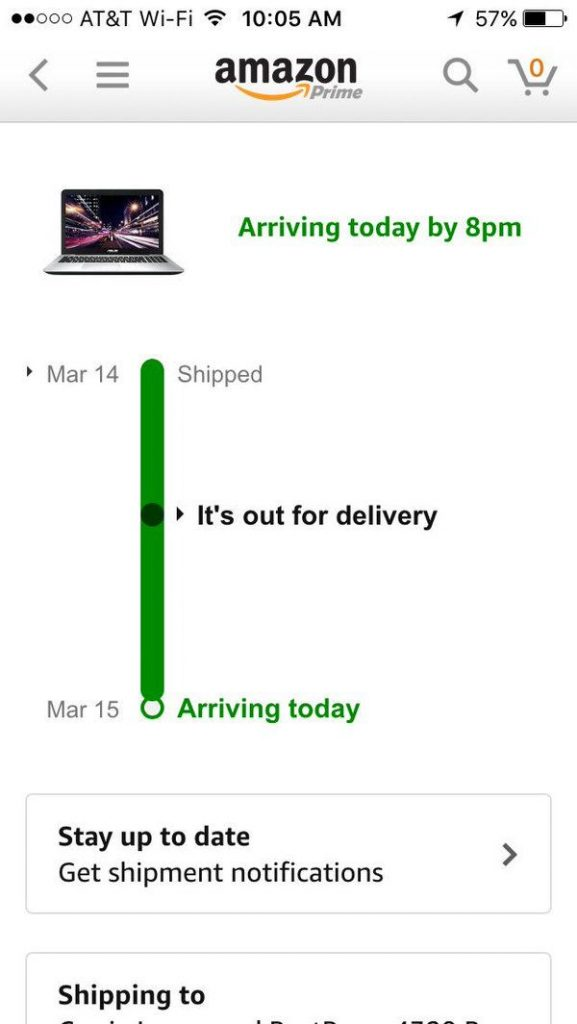 AT&T Wi-Fi 10:05 AM 57%
amazon
Prime
0
Arriving today by 8pm
Mar 14 Shipped
It's out for delivery
Mar 15 Arriving today
Stay up to date
Get shipment notifications
Shipping to